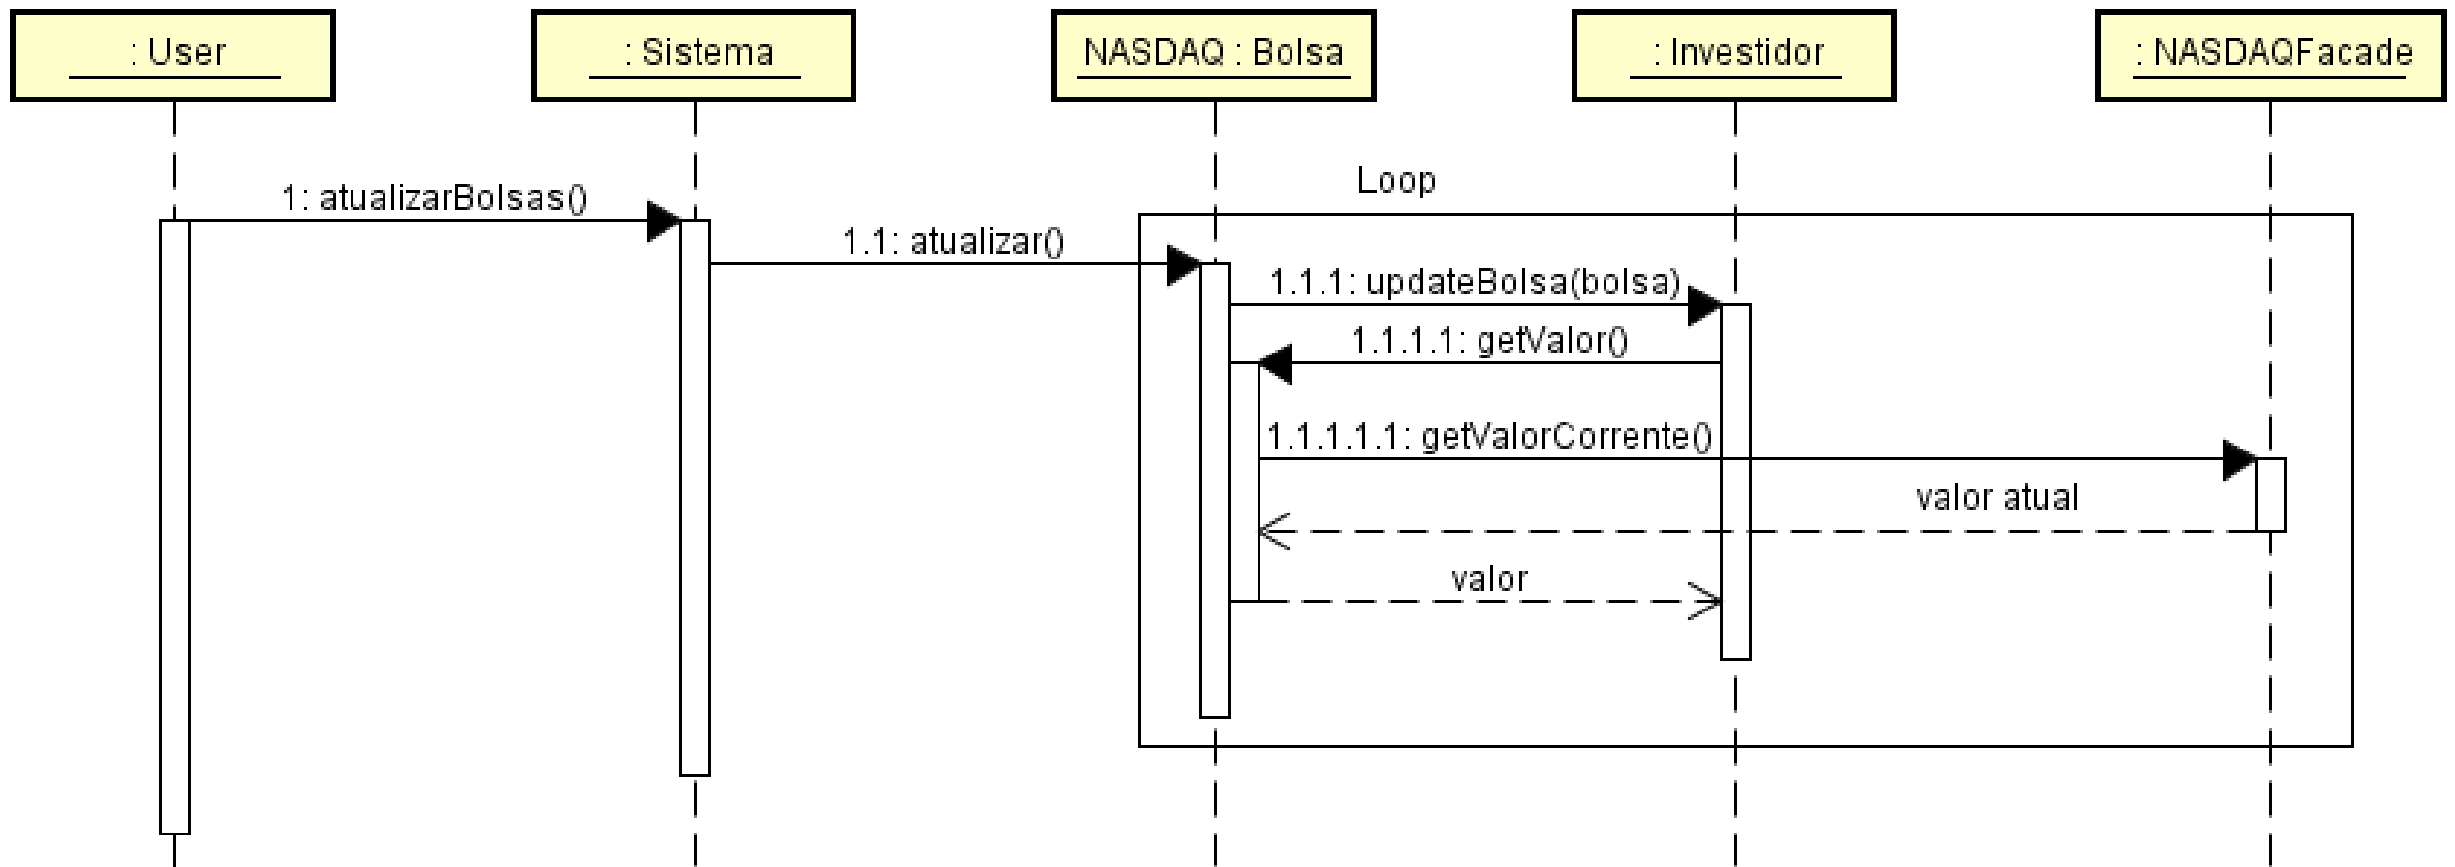 : User
: Sistema
NASDAQ : Bolsa
: Investidor
: NASDAQFacade
Loop
1: atualizarBolsas()
1.1: atualizar()
1.1.1: updateBolsa(bolsa)
1.1.1.1: getValor()
1.1.1.1.1: getValorCorrente()
valor atual
valor